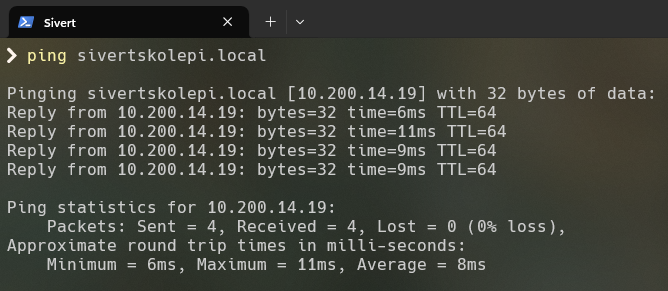 Sivert
ping sivertskolepi.local
Pinging sivertskolepi.local [10.200.14.19] with 32 bytes of data:
Reply from 10.200.14.19: bytes=32 time=6ms TTL=64
Reply from 10.200.14.19: bytes=32 time=11ms TTL=64
Reply from 10.200.14.19: bytes=32 time=9ms TTL=64
Reply from 10.200.14.19: bytes=32 time=9ms TTL=64
Ping statistics for 10.200.14.19:
    Packets: Sent = 4, Received = 4, Lost = 0 (0% loss),
Approximate round trip times in milli-seconds:
    Minimum = 6ms, Maximum = 11ms, Average = 8ms